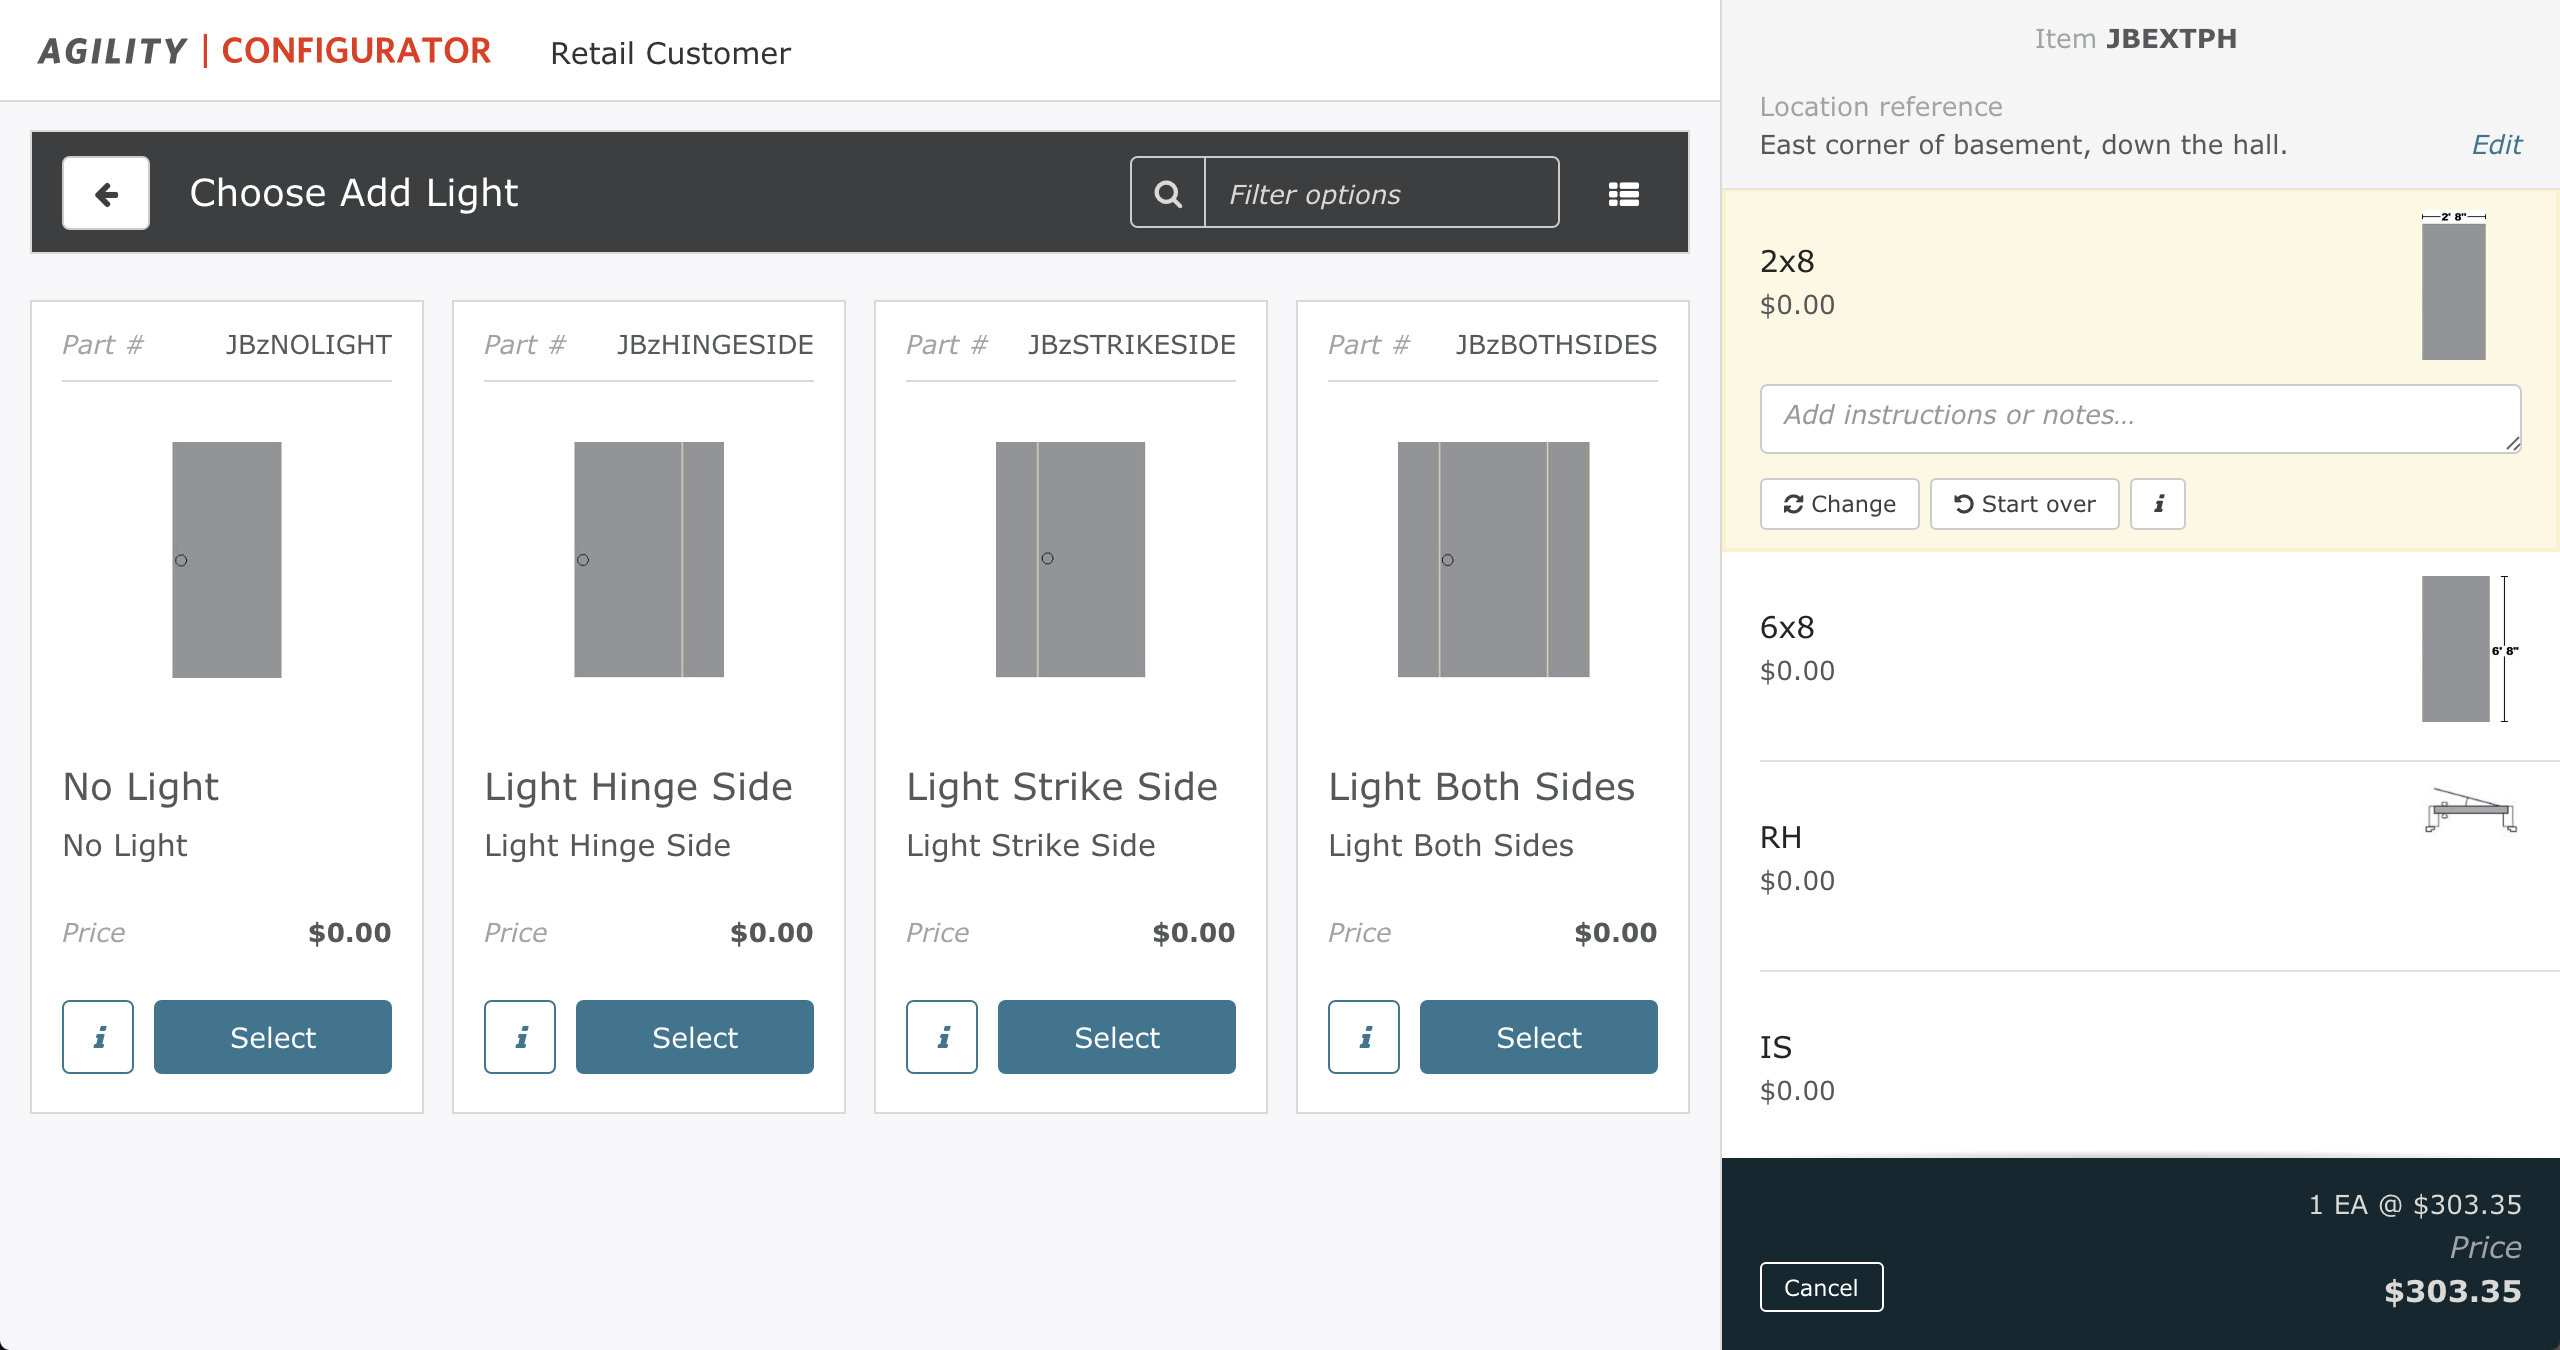 AGILITY | CONFIGURATOR Retail Customer
Choose Add Light
Filter options
Part # JBzNOLIGHT
No Light
No Light
Price $0.00
i Select
Part # JBzHINGESIDE
Light Hinge Side
Light Hinge Side
Price $0.00
i Select
Part # JBzSTRIKESIDE
Light Strike Side
Light Strike Side
Price $0.00
i Select
Part # JBzBOTHSIDES
Light Both Sides
Light Both Sides
Price $0.00
i Select
Item JBEXTPH
Location reference
East corner of basement, down the hall. Edit
2' 8"
2x8
$0.00
Add instructions or notes...
Change Start over i
6x8
$0.00
6' 8"
RH
$0.00
IS
$0.00
1 EA @ $303.35
Price
Cancel $303.35